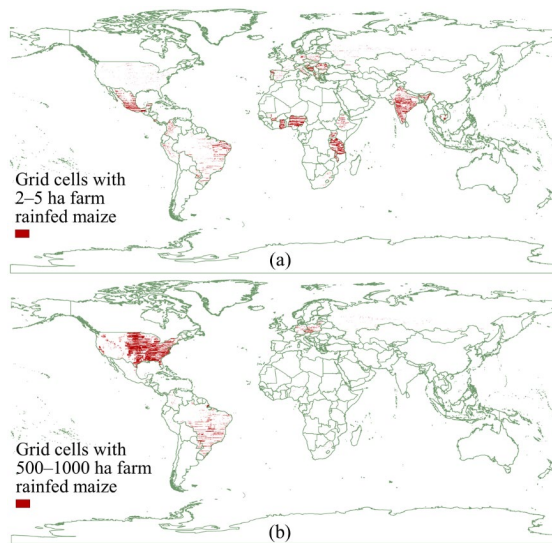 Grid cells with
2–5 ha farm
rainfed maize
(a)
Grid cells with
500–1000 ha farm
rainfed maize
(b)